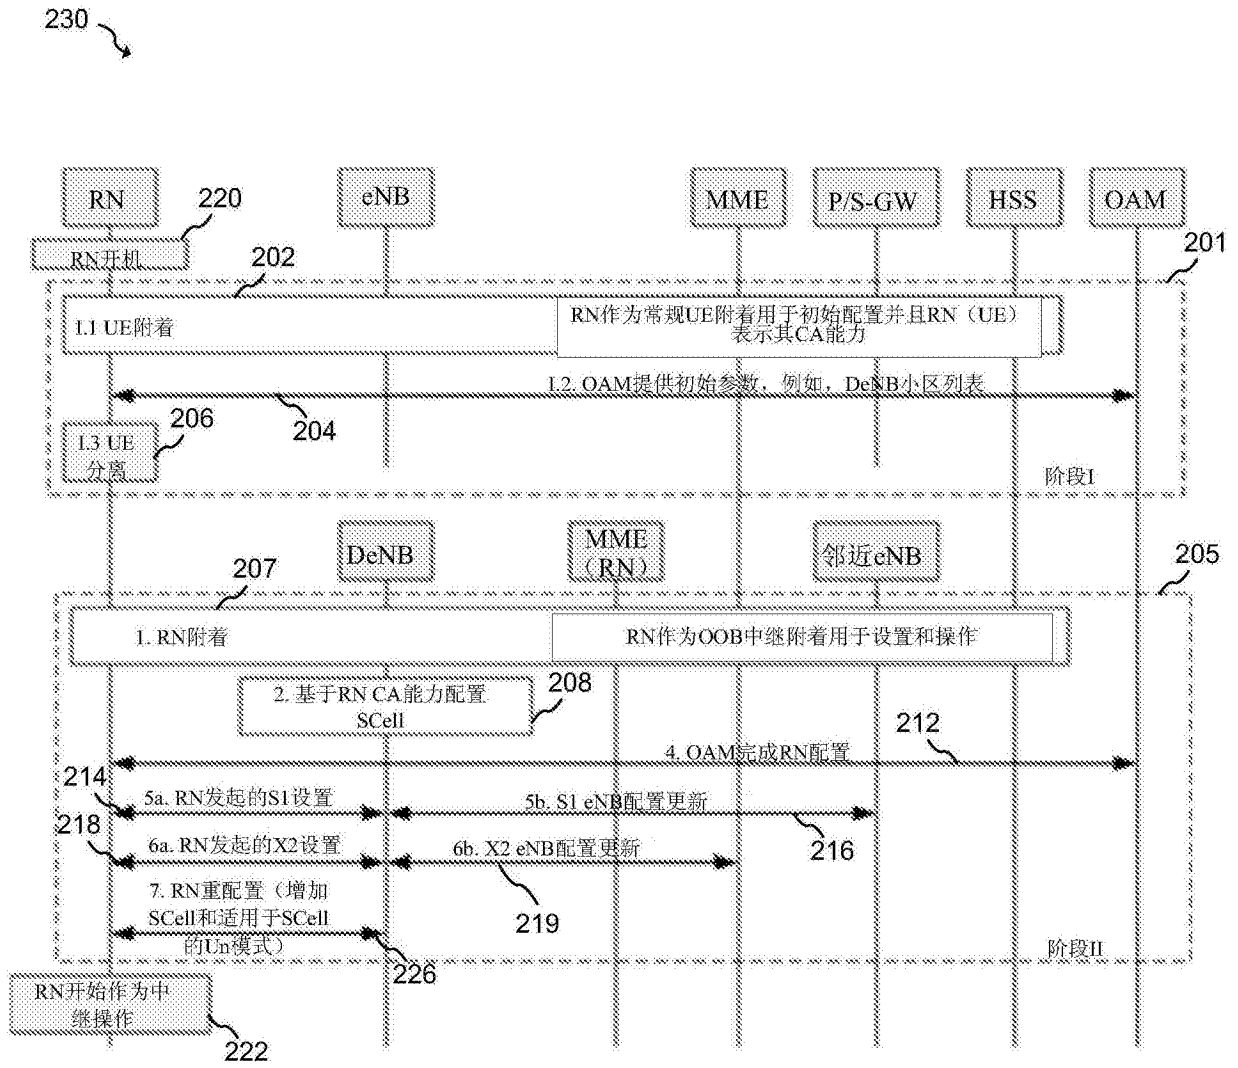 230
RN
eNB
MME
P/S-GW
HSS
OAM
220
RN开机
202
201
I.1 UE附着
RN作为常规UE附着用于初始配置并且RN（UE）
表示其CA能力
I.2. OAM提供初始参数，例如，DeNB小区列表
204
206
I.3 UE
分离
阶段I
DeNB
MME
（RN）
邻近eNB
207
205
1. RN附着
RN作为OOB中继附着用于设置和操作
2. 基于RN CA能力配置
SCell
208
4. OAM完成RN配置
212
214
5a. RN发起的S1设置
5b. S1 eNB配置更新
216
218
6a. RN发起的X2设置
6b. X2 eNB配置更新
219
7. RN重配置（增加
SCell和适用于SCell
的Un模式）
226
阶段II
RN开始作为中
继操作
222